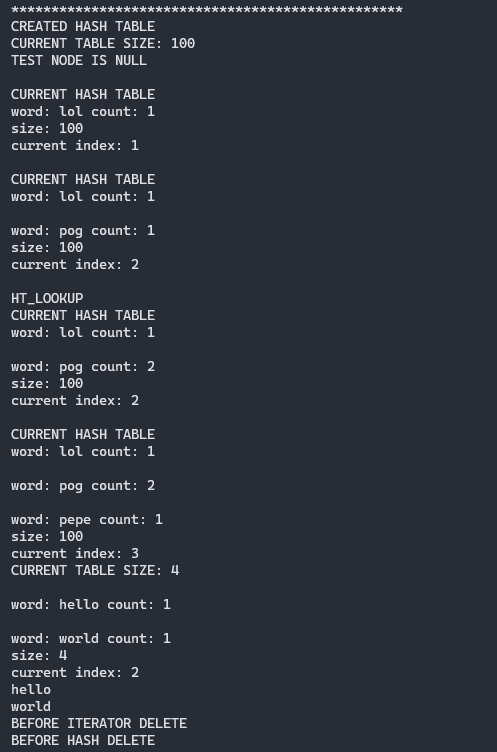 *************************************************
CREATED HASH TABLE
CURRENT TABLE SIZE: 100
TEST NODE IS NULL
CURRENT HASH TABLE
word: lol count: 1
size: 100
current index: 1
CURRENT HASH TABLE
word: lol count: 1
word: pog count: 1
size: 100
current index: 2
HT_LOOKUP
CURRENT HASH TABLE
word: lol count: 1
word: pog count: 2
size: 100
current index: 2
CURRENT HASH TABLE
word: lol count: 1
word: pog count: 2
word: pepe count: 1
size: 100
current index: 3
CURRENT TABLE SIZE: 4
word: hello count: 1
word: world count: 1
size: 4
current index: 2
hello
world
BEFORE ITERATOR DELETE
BEFORE HASH DELETE